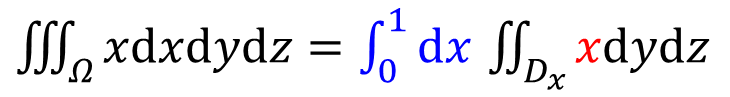 ∭_Ω xdxdydz = ∫_0^1 dx ∬_{D_x} xdydz